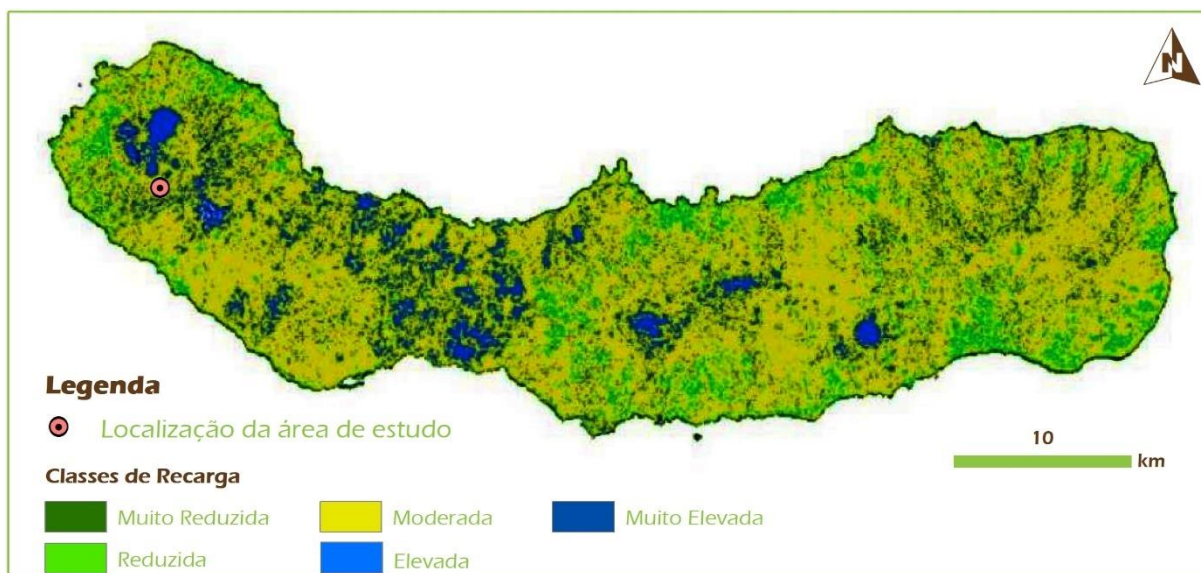 N
Legenda
Localização da área de estudo
10
km
Classes de Recarga
Muito Reduzida
Moderada
Muito Elevada
Reduzida
Elevada